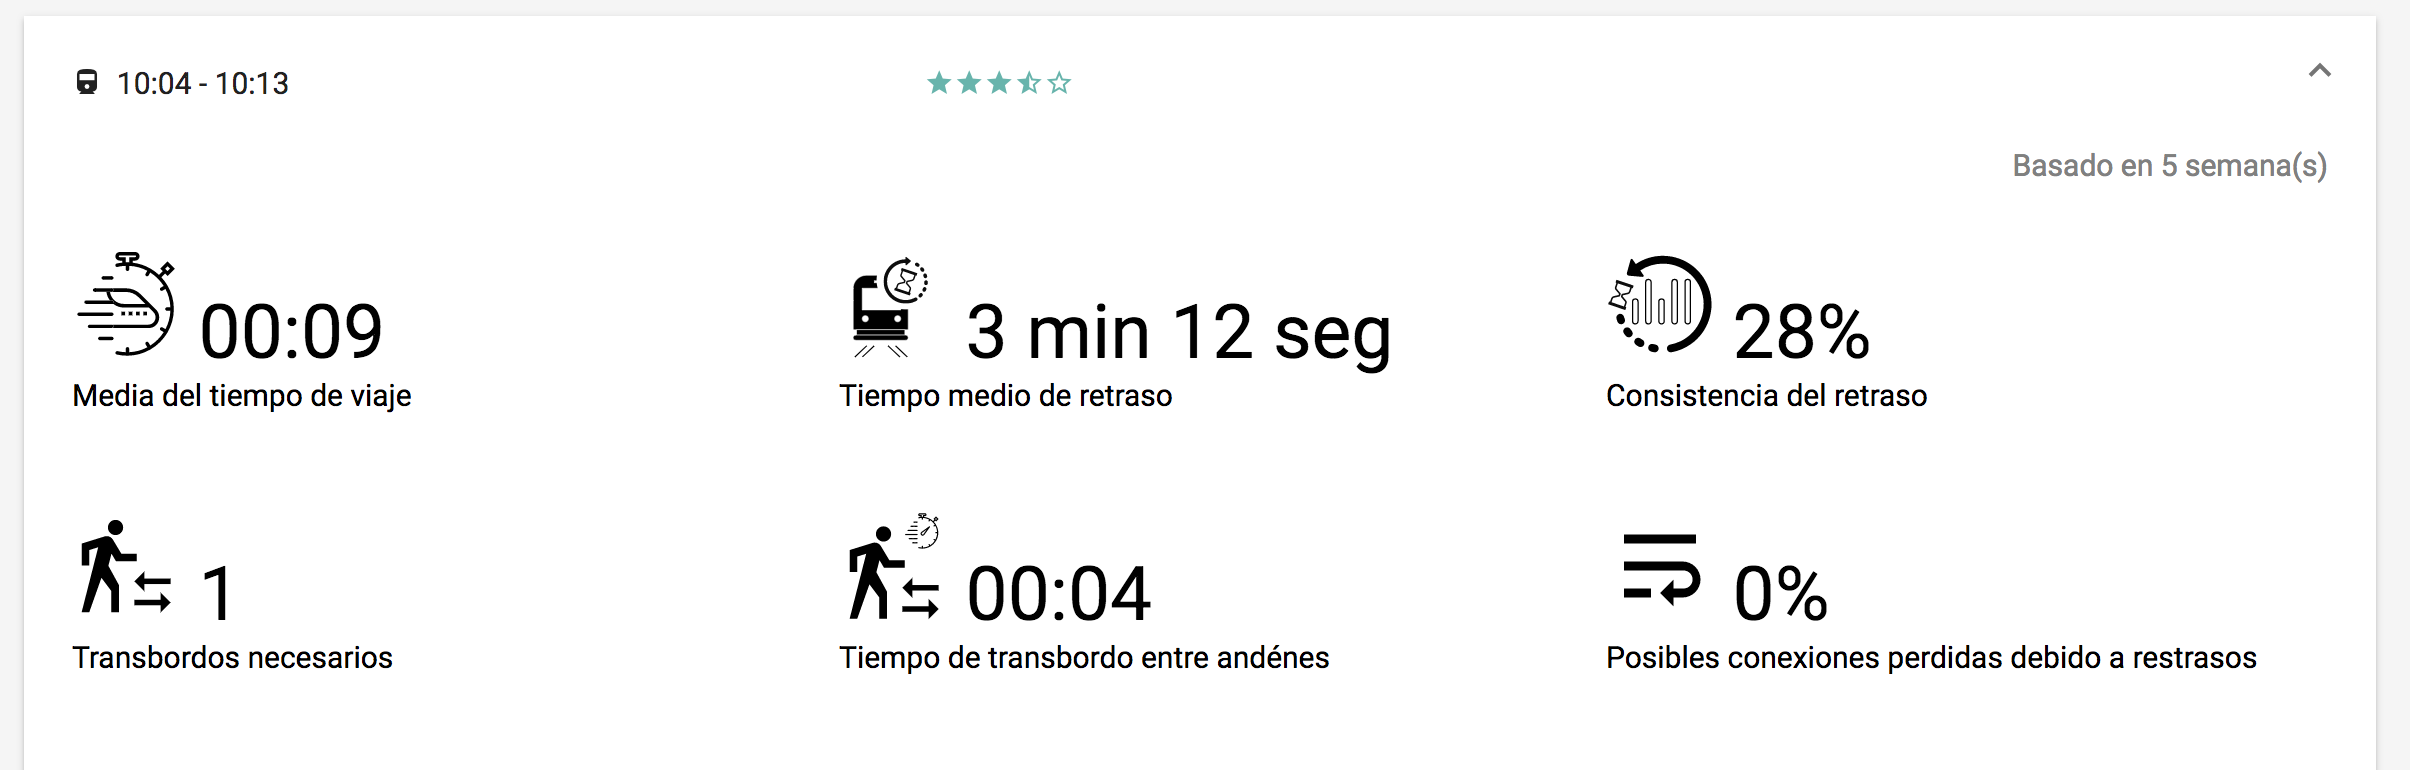 10:04 - 10:13
Basado en 5 semana(s)
00:09
Media del tiempo de viaje
3 min 12 seg
Tiempo medio de retraso
28%
Consistencia del retraso
1
Transbordos necesarios
00:04
Tiempo de transbordo entre andénes
0%
Posibles conexiones perdidas debido a restrasos